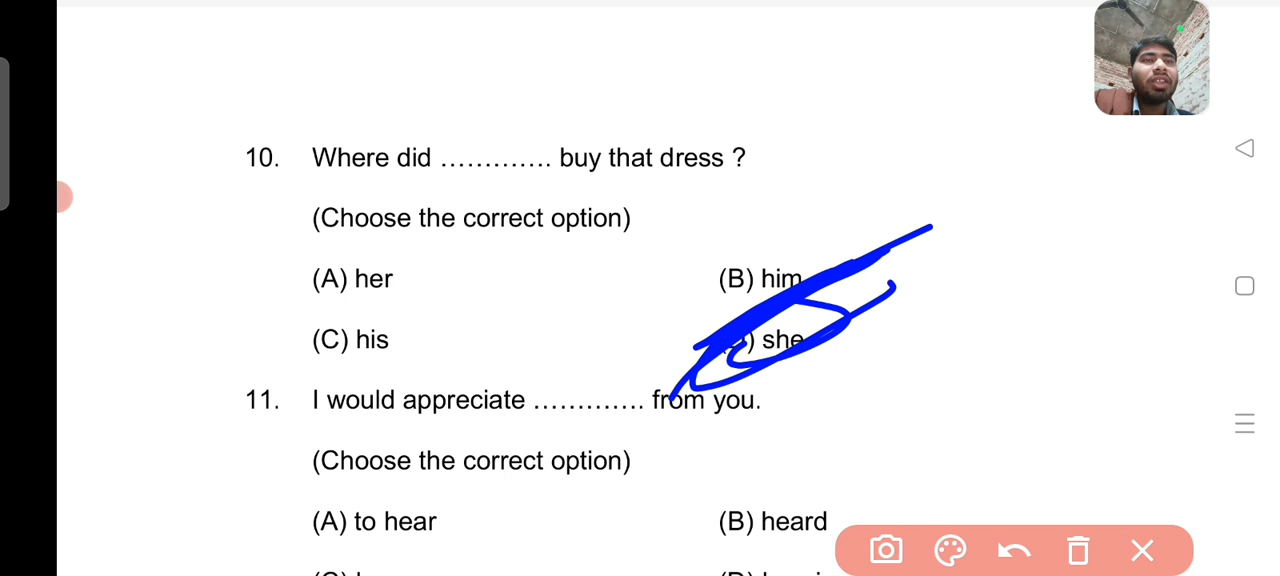 10. Where did ............. buy that dress ?
(Choose the correct option)
(A) her (B) him
(C) his ) she
11. I would appreciate ............. from you.
(Choose the correct option)
(A) to hear (B) heard